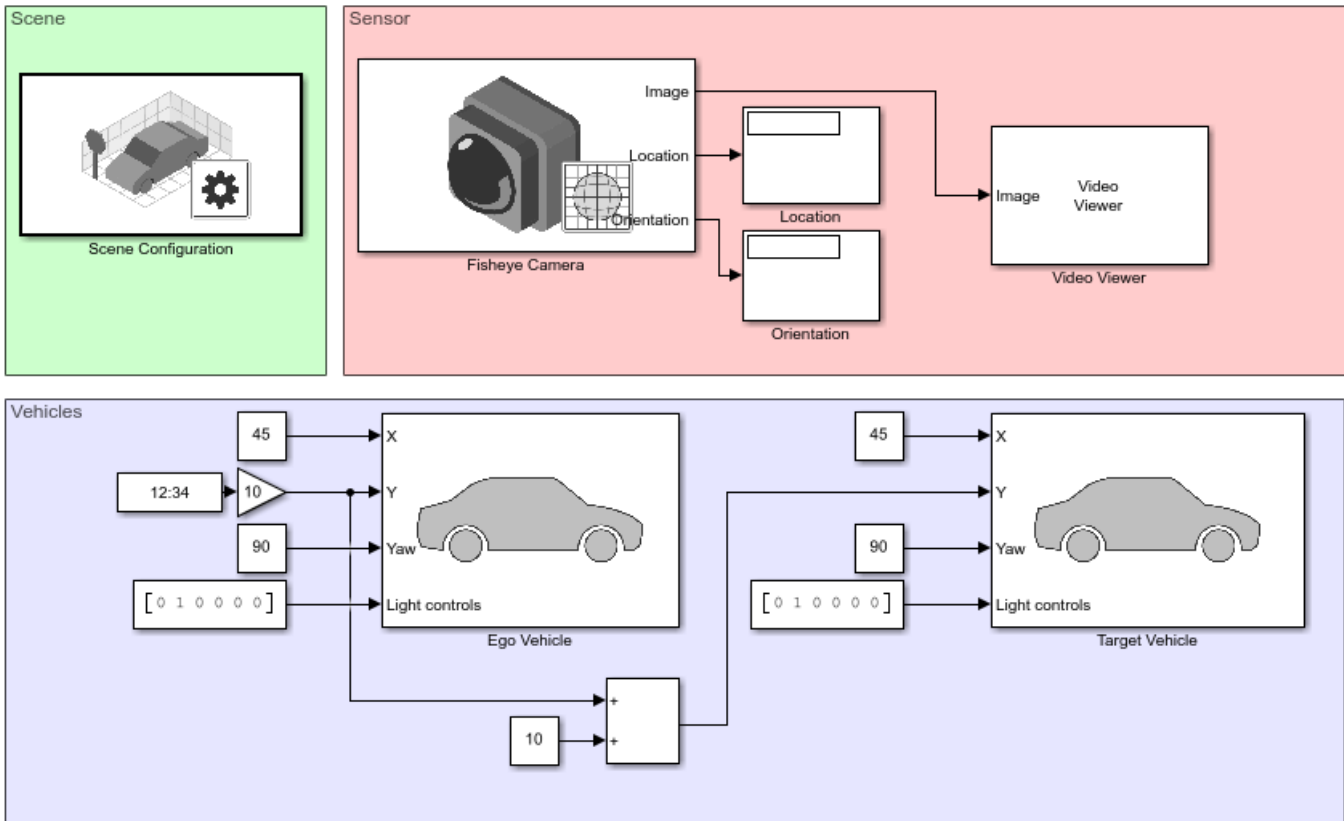 Scene
Scene Configuration
Sensor
Image
Location
Orientation
Fisheye Camera
Location
Orientation
Image
Video
Viewer
Video Viewer
Vehicles
45
X
12:34
10
Y
90
Yaw
[0 1 0 0 0 0]
Light controls
Ego Vehicle
10
+
+
45
X
Y
90
Yaw
[0 1 0 0 0 0]
Light controls
Target Vehicle